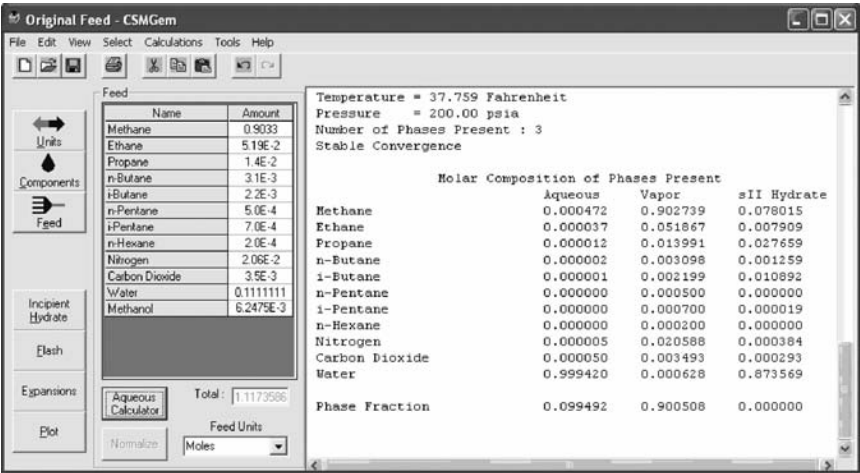 Original Feed - CSMGem
File Edit View Select Calculations Tools Help
Units
Components
Feed
Incipient
Hydrate
Flash
Expansions
Plot
Feed
Name Amount
Methane 0.9033
Ethane 5.19E-2
Propane 1.4E-2
n-Butane 3.1E-3
i-Butane 2.2E-3
n-Pentane 5.0E-4
i-Pentane 7.0E-4
n-Hexane 2.0E-4
Nitrogen 2.06E-2
Carbon Dioxide 3.5E-3
Water 0.1111111
Methanol 6.2475E-3
Aqueous
Calculator
Total: 1.1173586
Normalize
Feed Units
Moles
Temperature = 37.759 Fahrenheit
Pressure = 200.00 psia
Number of Phases Present : 3
Stable Convergence
Molar Composition of Phases Present
Aqueous Vapor sII Hydrate
Methane 0.000472 0.902739 0.078015
Ethane 0.000037 0.051867 0.007909
Propane 0.000012 0.013991 0.027659
n-Butane 0.000002 0.003098 0.001259
i-Butane 0.000001 0.002199 0.010892
n-Pentane 0.000000 0.000500 0.000000
i-Pentane 0.000000 0.000700 0.000019
n-Hexane 0.000000 0.000200 0.000000
Nitrogen 0.000005 0.020588 0.000384
Carbon Dioxide 0.000050 0.003493 0.000293
Water 0.999420 0.000628 0.873569
Phase Fraction 0.099492 0.900508 0.000000